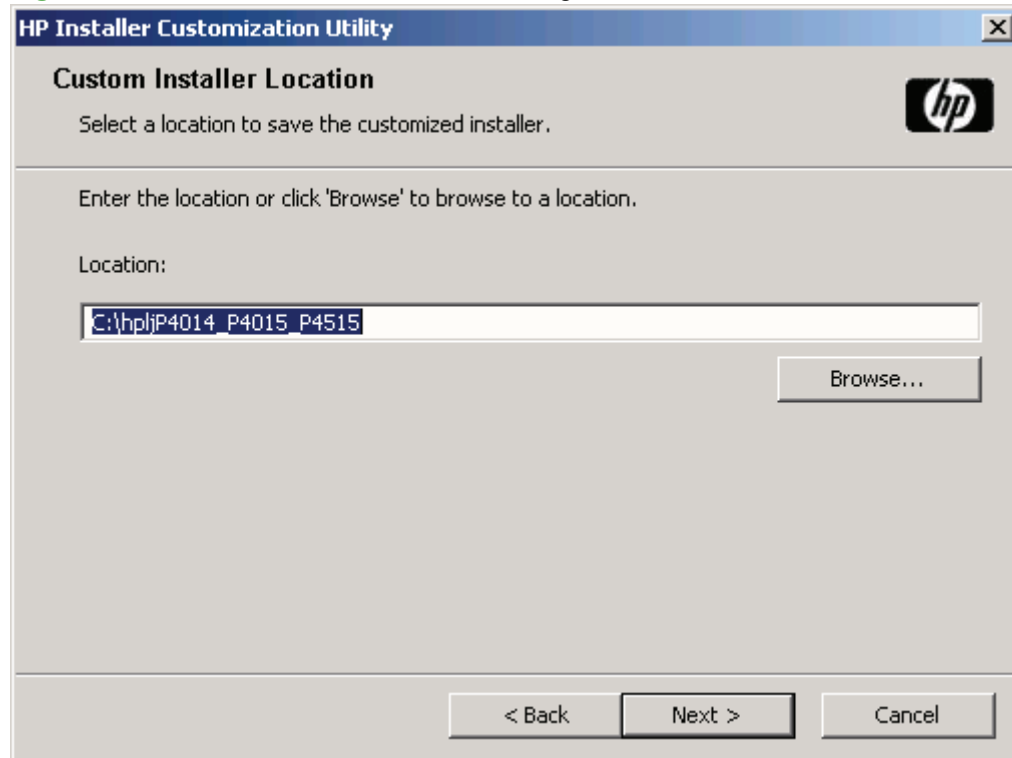 HP Installer Customization Utility
Custom Installer Location
Select a location to save the customized installer.
hp
Enter the location or click 'Browse' to browse to a location.
Location:
C:\hpljP4014_P4015_P4515
Browse...
< Back Next > Cancel